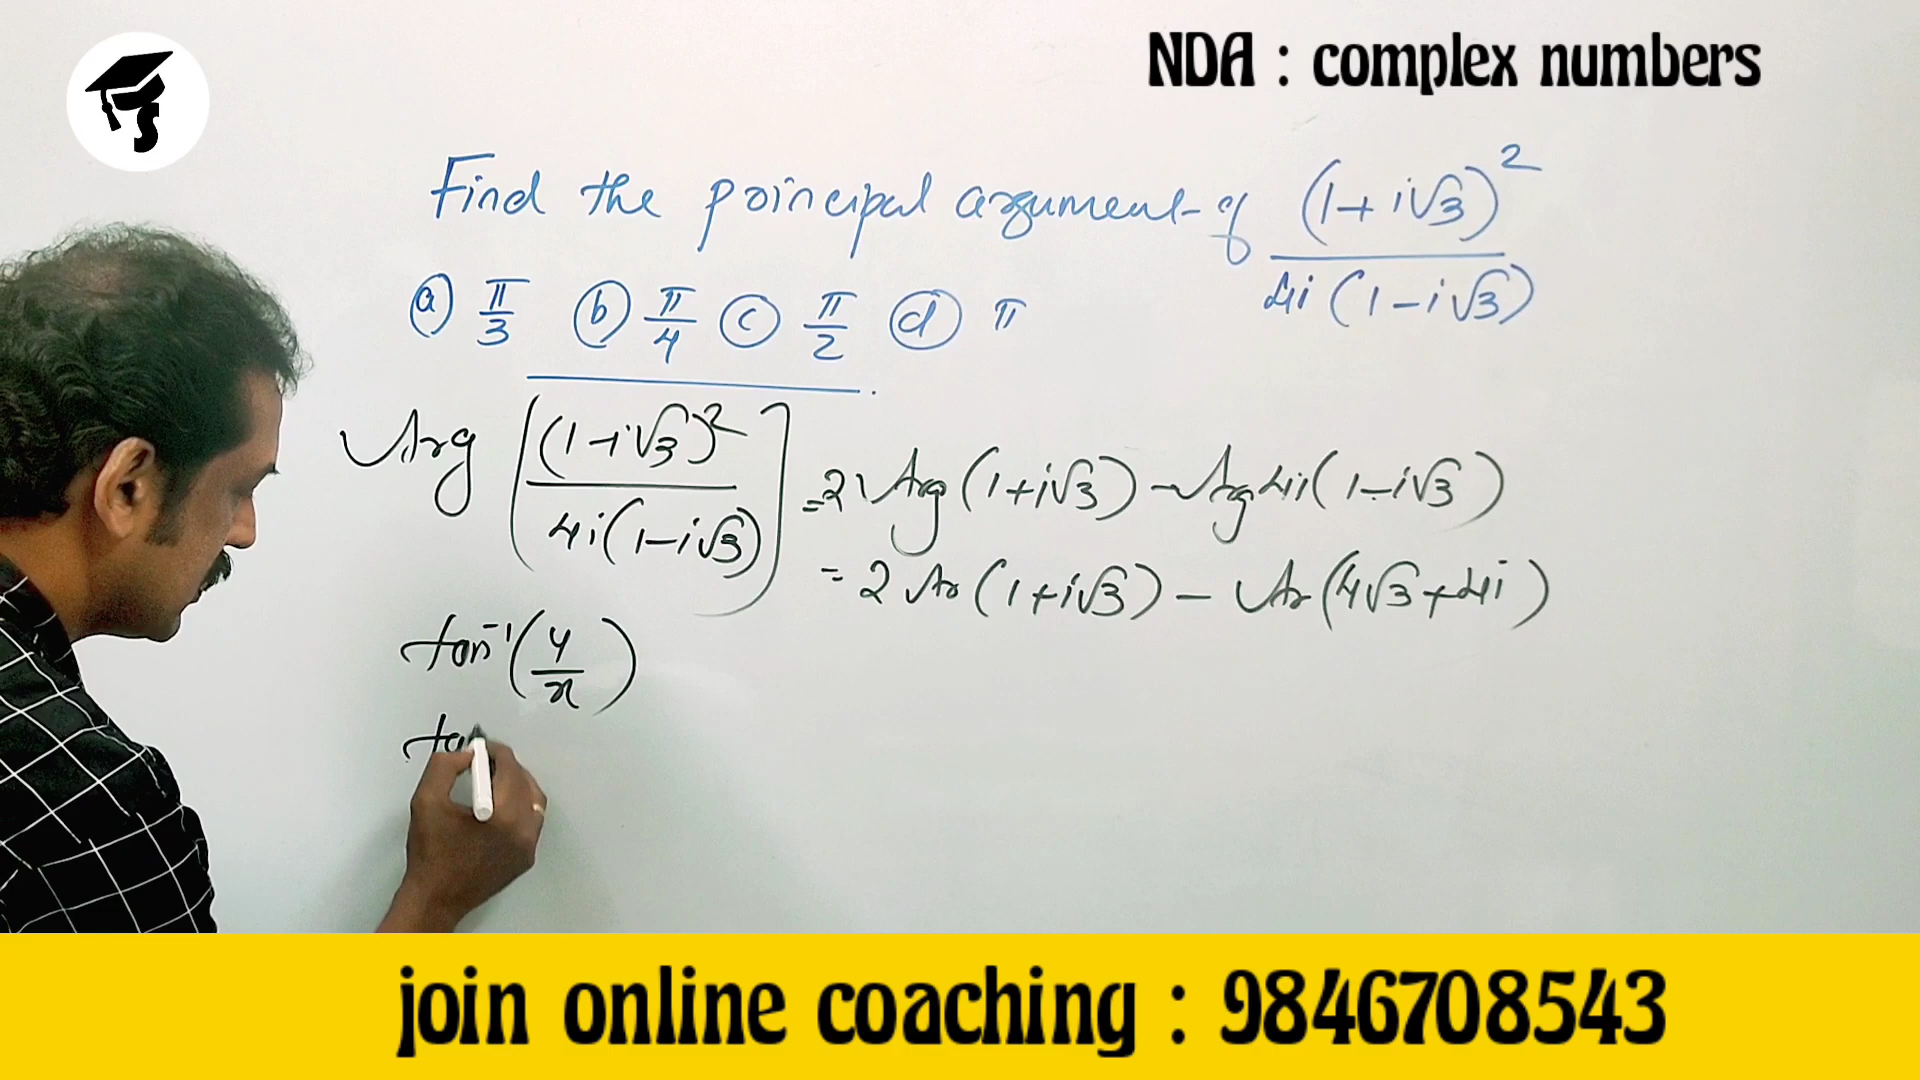 NDA : complex numbers
Find the principal argument of (1+i√3)² / 4i(1-i√3)
(a) π/3 (b) π/4 (c) π/2 (d) π
Arg [(1+i√3)² / 4i(1-i√3)] = 2 Arg (1+i√3) - Arg 4i(1-i√3)
= 2 Ar (1+i√3) - Ar (4√3+4i)
tan⁻¹(y/x)
ta
join online coaching : 9846708543